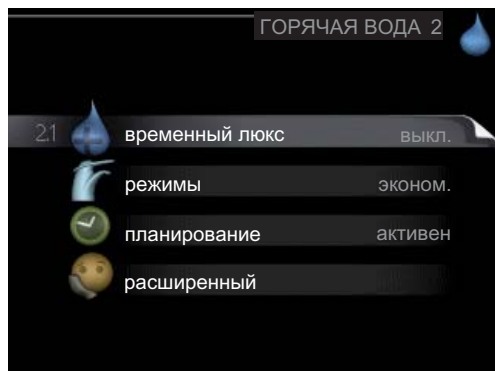 ГОРЯЧАЯ ВОДА 2
2.1 временный люкс выкл.
режимы эконом.
планирование активен
расширенный